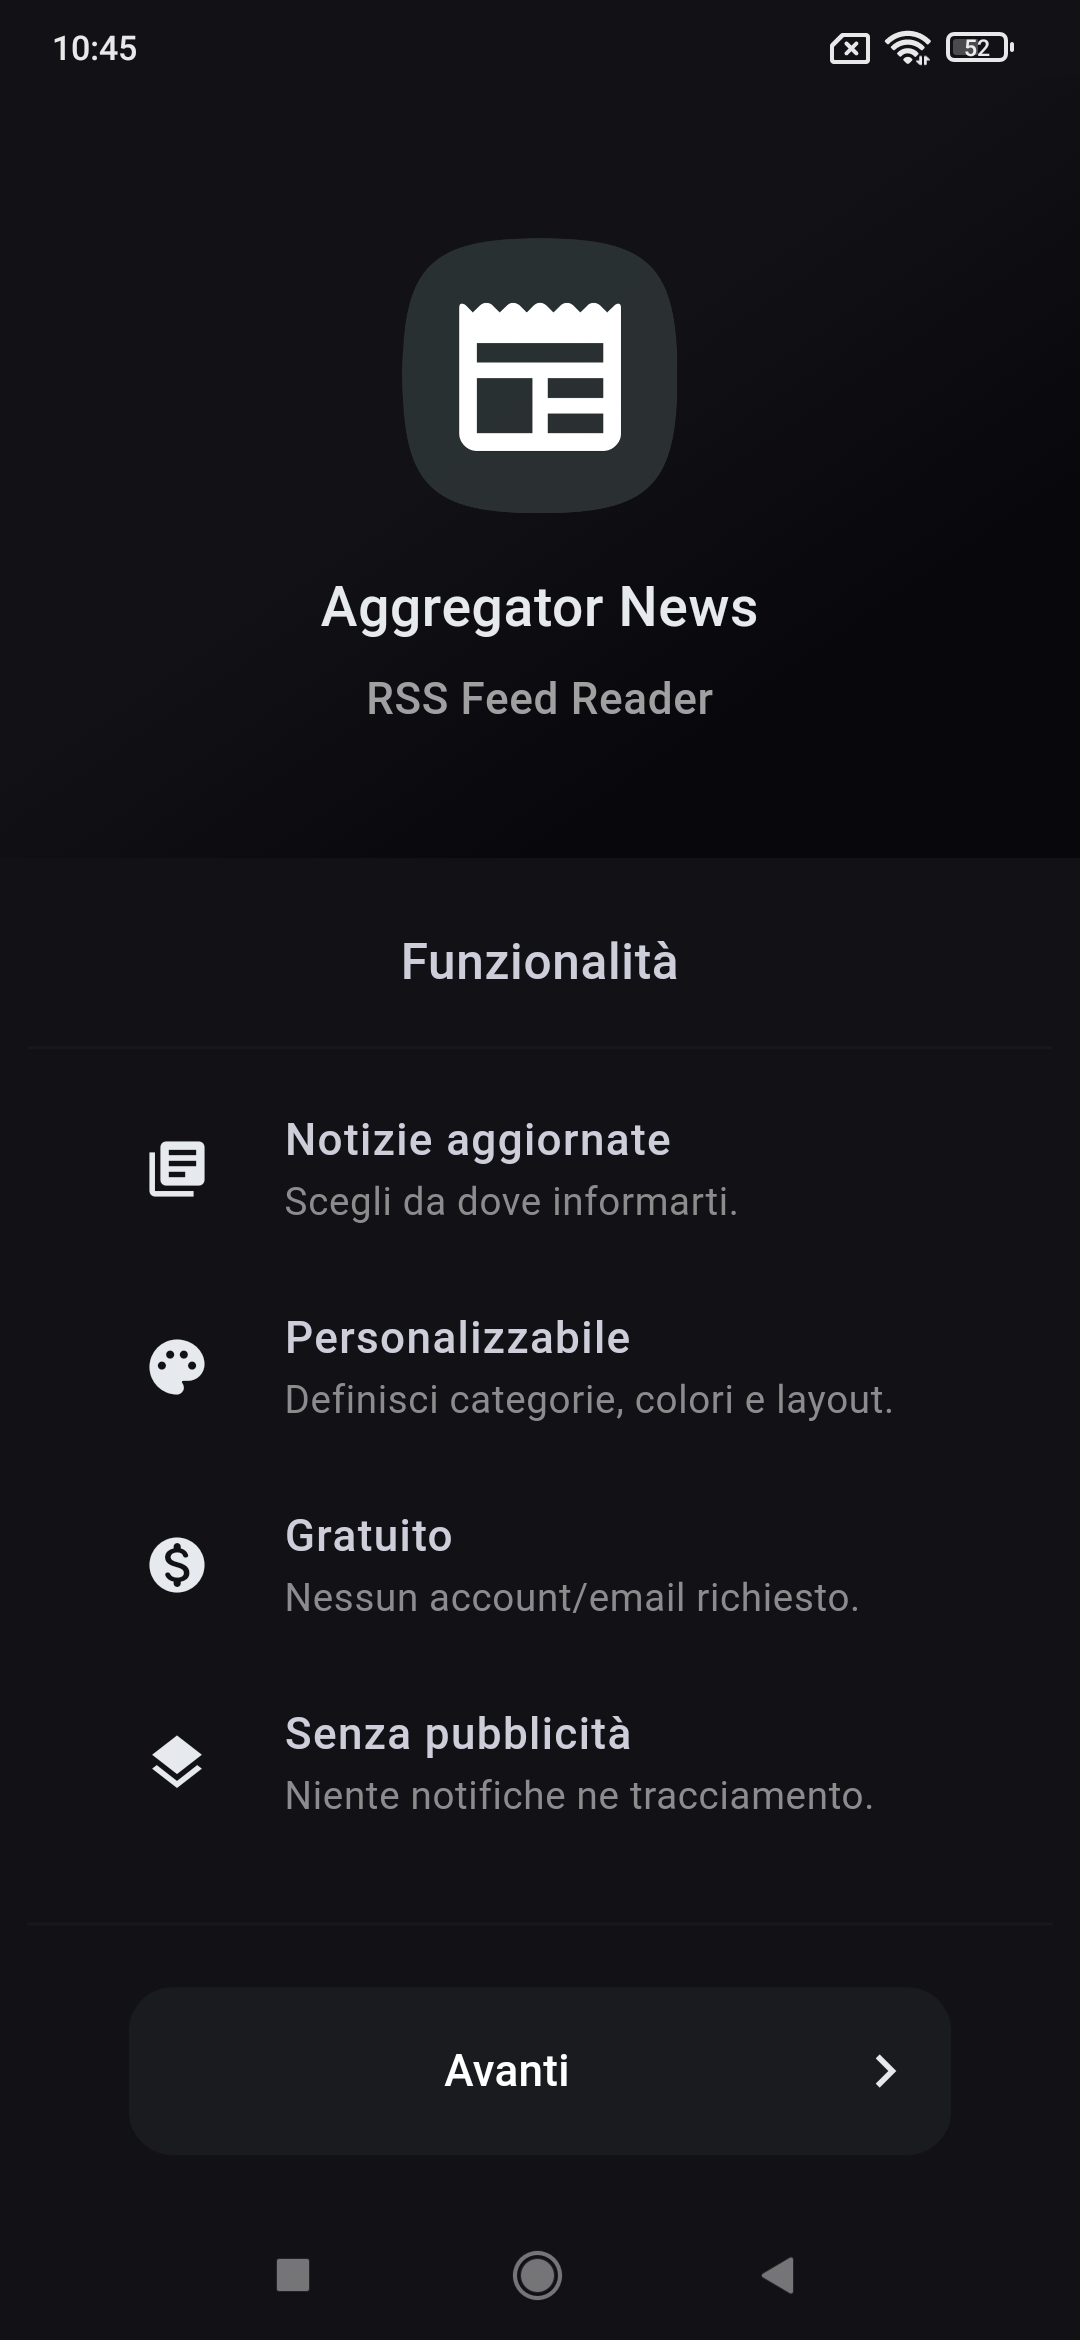 10:45
52
Aggregator News
RSS Feed Reader
Funzionalità
Notizie aggiornate
Scegli da dove informarti.
Personalizzabile
Definisci categorie, colori e layout.
Gratuito
Nessun account/email richiesto.
Senza pubblicità
Niente notifiche ne tracciamento.
Avanti